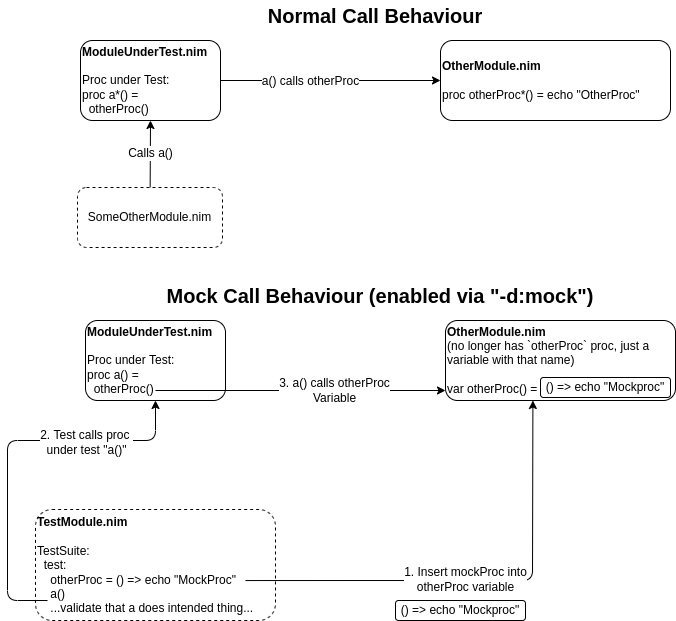 Normal Call Behaviour
ModuleUnderTest.nim
Proc under Test:
proc a*() =
otherProc()
a() calls otherProc
OtherModule.nim
proc otherProc*() = echo "OtherProc"
Calls a()
SomeOtherModule.nim
Mock Call Behaviour (enabled via "-d:mock")
ModuleUnderTest.nim
Proc under Test:
proc a() =
otherProc()
3. a() calls otherProc
Variable
OtherModule.nim
(no longer has `otherProc` proc, just a
variable with that name)
var otherProc() = () => echo "Mockproc"
2. Test calls proc
under test "a()"
TestModule.nim
TestSuite:
test:
otherProc = () => echo "MockProc"
a()
...validate that a does intended thing...
1. Insert mockProc into
otherProc variable
() => echo "Mockproc"